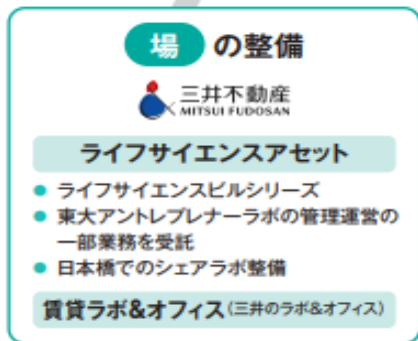 場 の整備
三井不動産
MITSUI FUDOSAN
ライフサイエンスアセット
● ライフサイエンスビルシリーズ
● 東大アントレプレナーラボの管理運営の
一部業務を受託
● 日本橋でのシェアラボ整備
賃貸ラボ&オフィス(三井のラボ&オフィス)